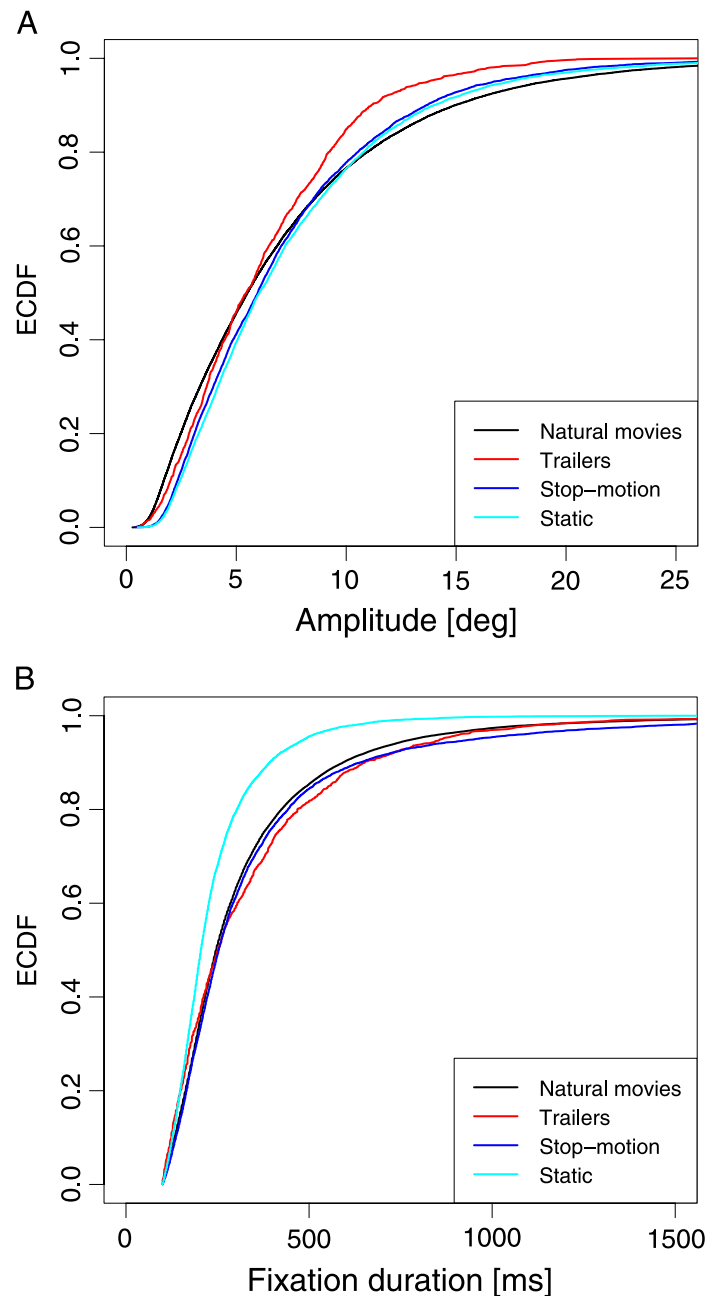 A
ECDF
1.0
0.8
0.6
0.4
0.2
0.0
Natural movies
Trailers
Stop−motion
Static
0 5 10 15 20 25
Amplitude [deg]
B
ECDF
1.0
0.8
0.6
0.4
0.2
0.0
Natural movies
Trailers
Stop−motion
Static
0 500 1000 1500
Fixation duration [ms]